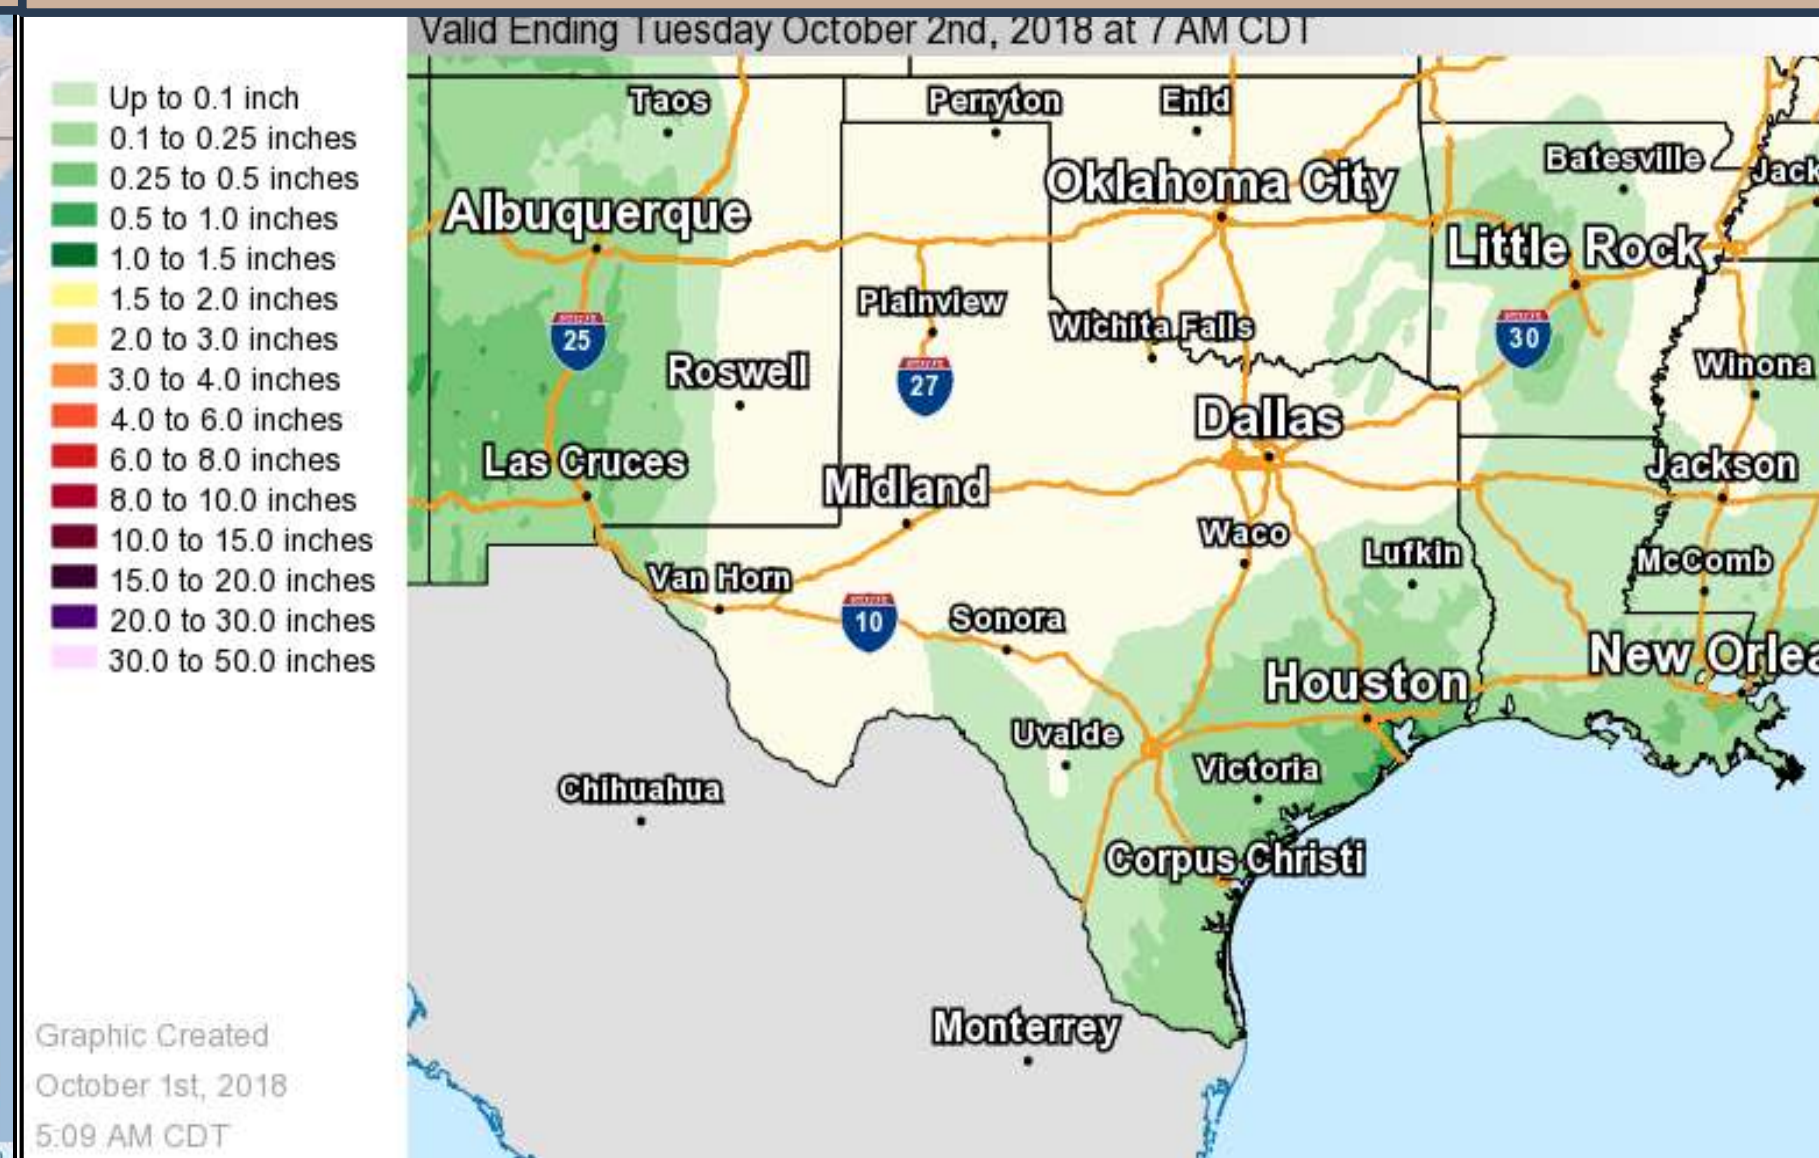 Valid Ending Tuesday October 2nd, 2018 at 7 AM CDT
Up to 0.1 inch
0.1 to 0.25 inches
0.25 to 0.5 inches
0.5 to 1.0 inches
1.0 to 1.5 inches
1.5 to 2.0 inches
2.0 to 3.0 inches
3.0 to 4.0 inches
4.0 to 6.0 inches
6.0 to 8.0 inches
8.0 to 10.0 inches
10.0 to 15.0 inches
15.0 to 20.0 inches
20.0 to 30.0 inches
30.0 to 50.0 inches
Graphic Created
October 1st, 2018
5:09 AM CDT
Taos
Perryton
Enid
Batesville
Jack
Oklahoma City
Albuquerque
Little Rock
Plainview
Wichita Falls
25
30
Roswell
27
Winona
Dallas
Las Cruces
Midland
Jackson
Waco
Lufkin
McComb
Van Horn
10
Sonora
New Orlea
Houston
Uvalde
Victoria
Chihuahua
Corpus Christi
Monterrey